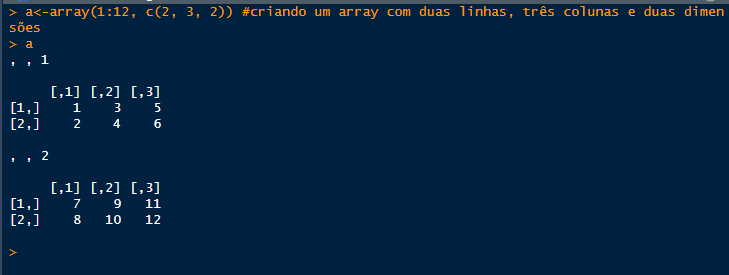 > a<-array(1:12, c(2, 3, 2)) #criando um array com duas linhas, três colunas e duas dimen
sões
> a
, , 1
     [,1] [,2] [,3]
[1,]    1    3    5
[2,]    2    4    6
, , 2
     [,1] [,2] [,3]
[1,]    7    9   11
[2,]    8   10   12
>